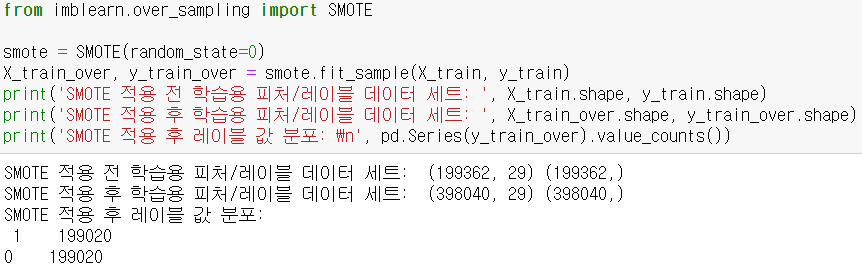 from imblearn.over_sampling import SMOTE
smote = SMOTE(random_state=0)
X_train_over, y_train_over = smote.fit_sample(X_train, y_train)
print('SMOTE 적용 전 학습용 피처/레이블 데이터 세트: ', X_train.shape, y_train.shape)
print('SMOTE 적용 후 학습용 피처/레이블 데이터 세트: ', X_train_over.shape, y_train_over.shape)
print('SMOTE 적용 후 레이블 값 분포: ₩n', pd.Series(y_train_over).value_counts())
SMOTE 적용 전 학습용 피처/레이블 데이터 세트:  (199362, 29) (199362,)
SMOTE 적용 후 학습용 피처/레이블 데이터 세트:  (398040, 29) (398040,)
SMOTE 적용 후 레이블 값 분포:
1    199020
0    199020